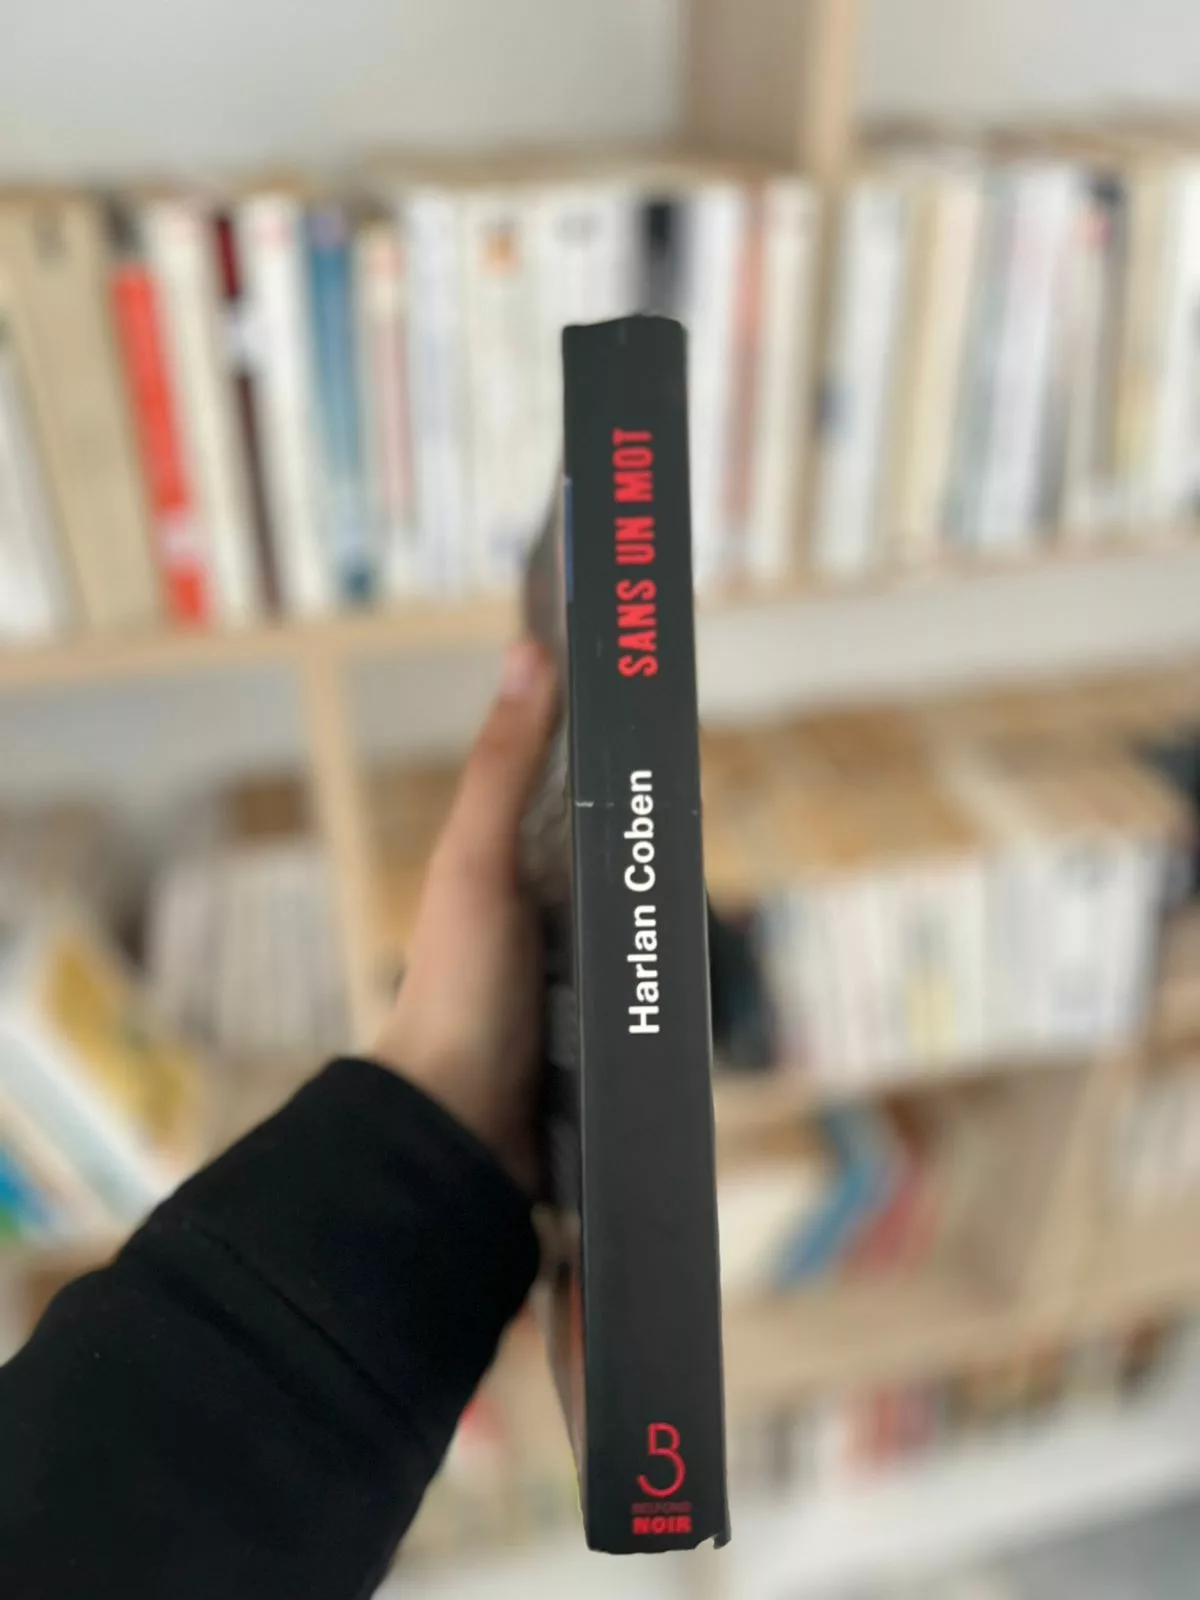 SANS UN MOT
Harlan Coben
BELFOND
NOIR